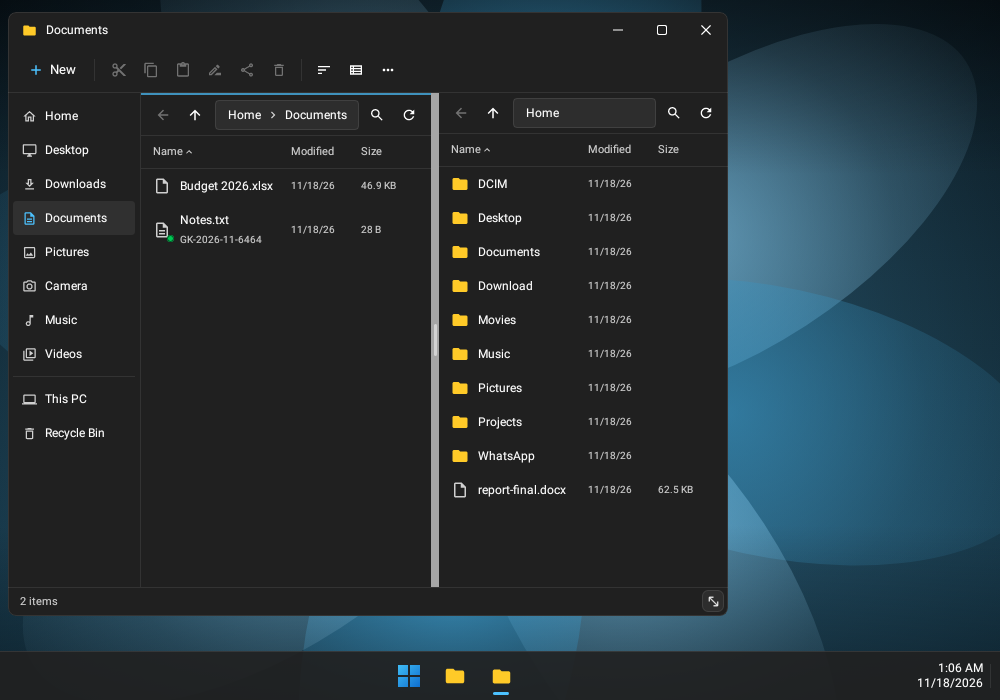 Documents
New
Home
Desktop
Downloads
Documents
Pictures
Camera
Music
Videos
This PC
Recycle Bin
Home > Documents
Name Modified Size
Budget 2026.xlsx 11/18/26 46.9 KB
Notes.txt
GK-2026-11-6464 11/18/26 28 B
Home
Name Modified Size
DCIM 11/18/26
Desktop 11/18/26
Documents 11/18/26
Download 11/18/26
Movies 11/18/26
Music 11/18/26
Pictures 11/18/26
Projects 11/18/26
WhatsApp 11/18/26
report-final.docx 11/18/26 62.5 KB
2 items
1:06 AM
11/18/2026